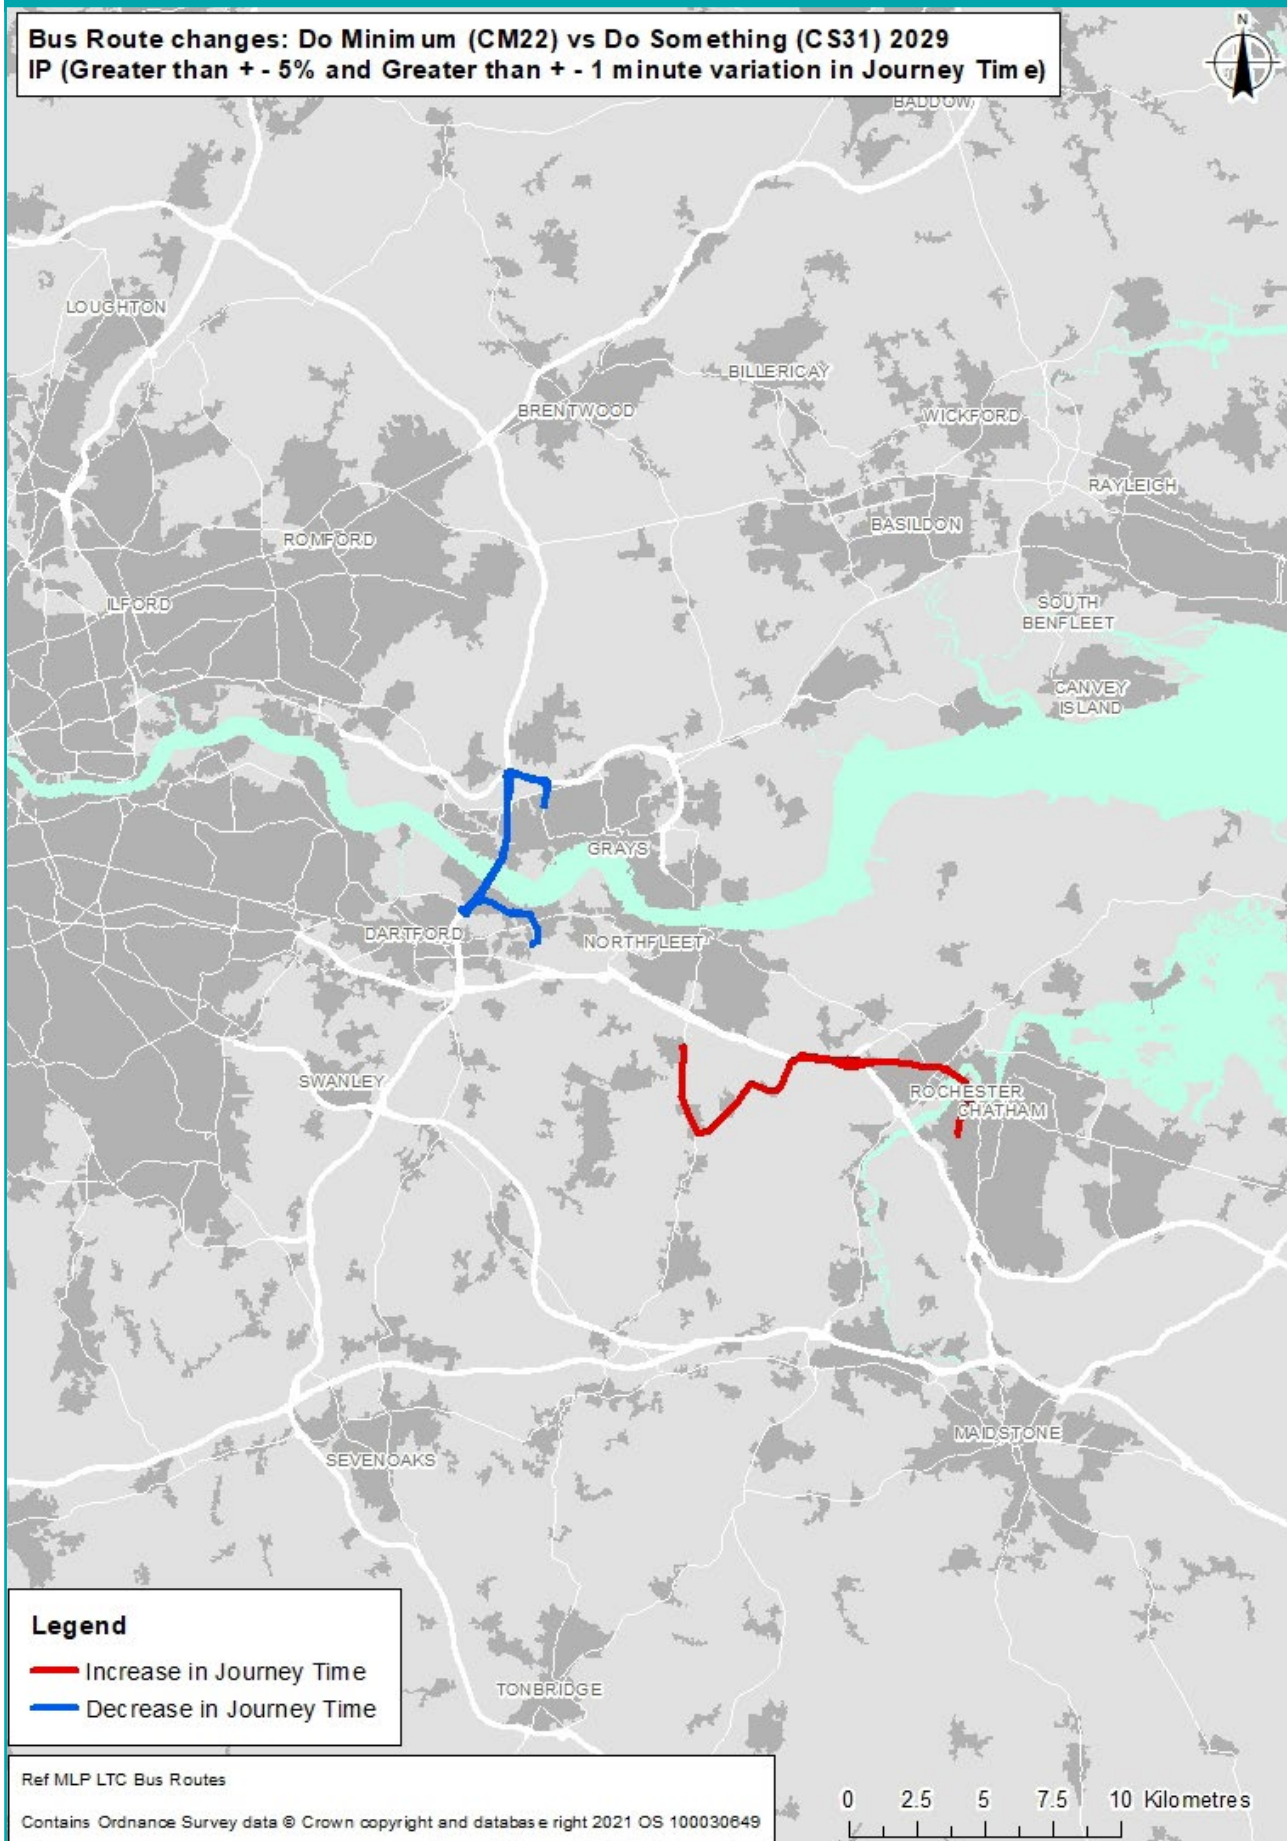 Bus Route changes: Do Minimum (CM22) vs Do Something (CS31) 2029
IP (Greater than + - 5% and Greater than + - 1 minute variation in Journey Time)
N
BADDOW
LOUGHTON
BILLERICAY
BRENTWOOD
WICKFORD
RAYLEIGH
BASILDON
ROMFORD
ILFORD
SOUTH
BENFLEET
CANVEY
ISLAND
GRAYS
DARTFORD
NORTHFLEET
SWANLEY
ROCHESTER
CHATHAM
MAIDSTONE
SEVENOAKS
TONBRIDGE
Legend
Increase in Journey Time
Decrease in Journey Time
Ref MLP LTC Bus Routes
Contains Ordnance Survey data © Crown copyright and database right 2021 OS 100030649
0 2.5 5 7.5 10 Kilometres